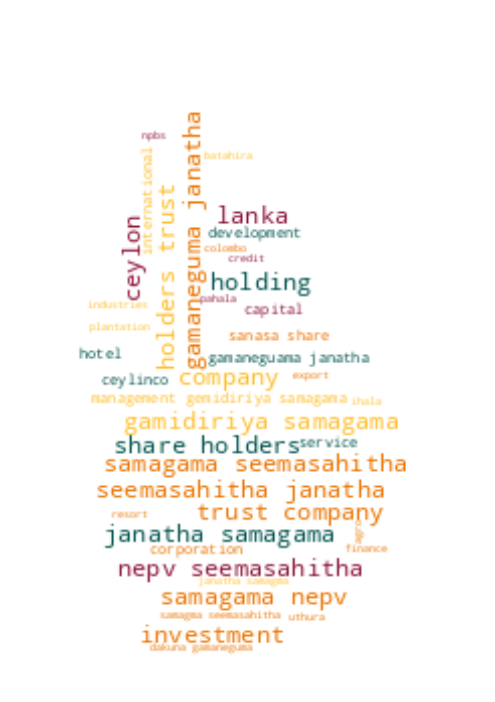 npbs
gamaneguma janatha
international
batahira
holders trust
lanka
ceylon
development
colombo
credit
holding
pahala
industries
capital
plantation
sanasa share
hotel
gamaneguama janatha
ceylinco
company
export
management
gemidiriya samagama
ihala
gamidiriya samagama
share holders
service
samagama seemasahitha
seemasahitha janatha
resort
trust company
agro
janatha samagama
corporation
finance
nepv seemasahitha
janatha samagma
samagama nepv
samagma seemasahitha
uthura
investment
dakuna gamaneguma